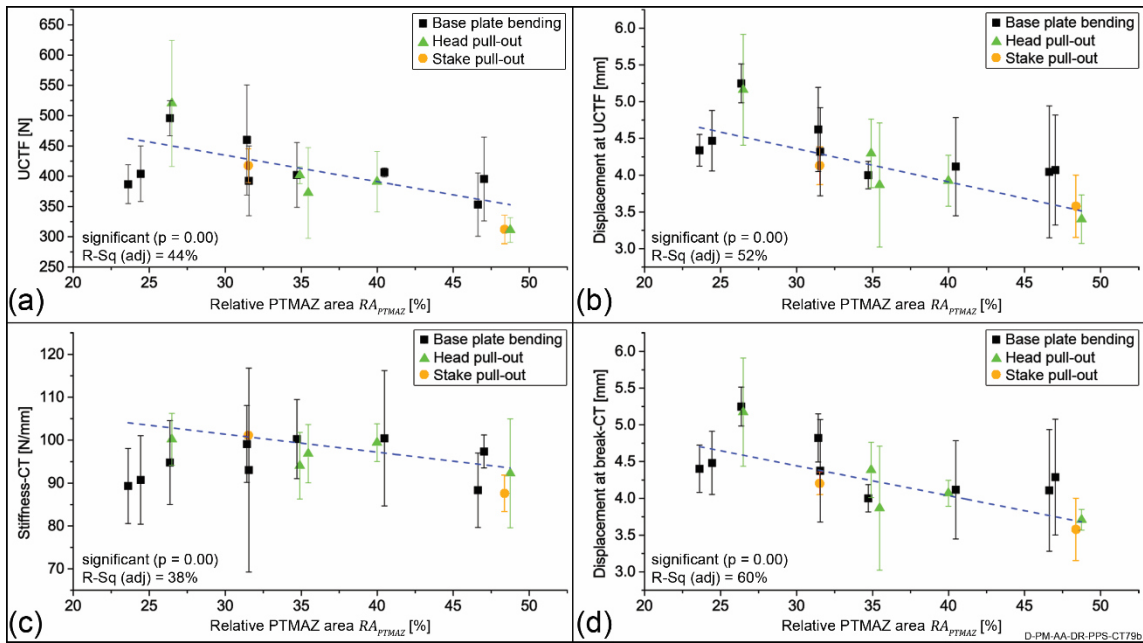 650
600
550
500
450
400
350
300
250
UCTF [N]
Base plate bending
Head pull-out
Stake pull-out
significant (p = 0.00)
R-Sq (adj) = 44%
20 25 30 35 40 45 50
(a)
Relative PTMAZ area RA_PTMAZ [%]
6.0
5.5
5.0
4.5
4.0
3.5
3.0
Displacement at UCTF [mm]
Base plate bending
Head pull-out
Stake pull-out
significant (p = 0.00)
R-Sq (adj) = 52%
20 25 30 35 40 45 50
(b)
Relative PTMAZ area RA_PTMAZ [%]
120
110
100
90
80
70
Stiffness-CT [N/mm]
Base plate bending
Head pull-out
Stake pull-out
significant (p = 0.00)
R-Sq (adj) = 38%
20 25 30 35 40 45 50
(c)
Relative PTMAZ area RA_PTMAZ [%]
6.0
5.5
5.0
4.5
4.0
3.5
3.0
Displacement at break-CT [mm]
Base plate bending
Head pull-out
Stake pull-out
significant (p = 0.00)
R-Sq (adj) = 60%
20 25 30 35 40 45 50
(d)
Relative PTMAZ area RA_PTMAZ [%]
D-PM-AA-DR-PPS-CT79b